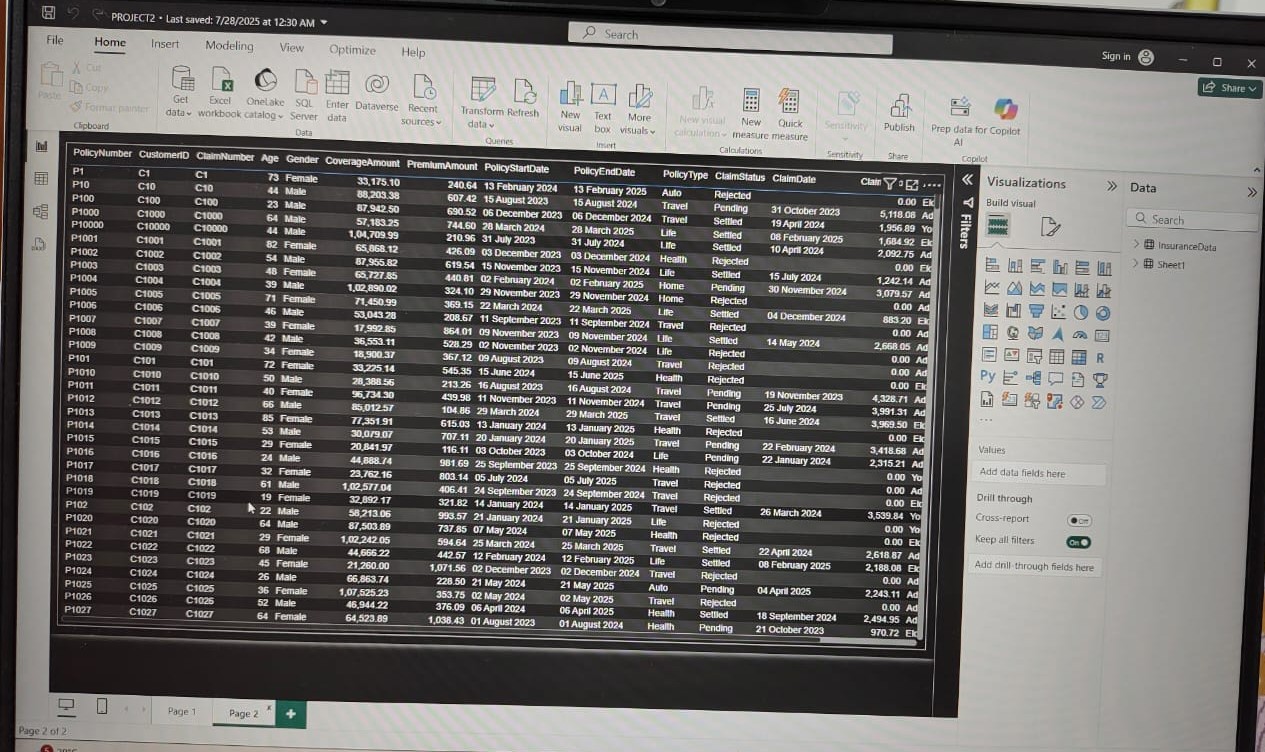 PROJECT2 • Last saved: 7/28/2025 at 12:30 AM
Search
Sign in
File Home Insert Modeling View Optimize Help
Share
Paste
Cut
Copy
Format painter
Clipboard
Get data
Excel workbook
OneLake catalog
SQL Server
Enter data
Dataverse
Recent sources
Data
Transform data
Refresh
Queries
New visual
Text box
More visuals
Insert
New visual calculation
New measure
Quick measure
Calculations
Sensitivity
Sensitivity
Publish
Share
Prep data for AI
Copilot
Copilot
PolicyNumber CustomerID ClaimNumber Age Gender CoverageAmount PremiumAmount PolicyStartDate PolicyEndDate PolicyType ClaimStatus ClaimDate Clain
P1 C1 C1 73 Female 33,175.10 240.64 13 February 2024 13 February 2025 Auto Rejected 0.00 El
P10 C10 C10 44 Male 88,203.38 607.42 15 August 2023 15 August 2024 Travel Pending 31 October 2023 5,118.08 Ad
P100 C100 C100 23 Male 87,942.50 690.52 06 December 2023 06 December 2024 Travel Settled 19 April 2024 1,956.89 Yo
P1000 C1000 C1000 64 Male 57,183.25 744.60 28 March 2024 28 March 2025 Life Settled 08 February 2025 1,684.92 El
P10000 C10000 C10000 44 Male 1,04,709.99 210.96 31 July 2023 31 July 2024 Life Settled 10 April 2024 2,092.75 Ad
P1001 C1001 C1001 82 Female 65,868.12 426.09 03 December 2023 03 December 2024 Health Rejected 0.00 El
P1002 C1002 C1002 54 Male 87,955.82 619.54 15 November 2023 15 November 2024 Life Settled 15 July 2024 1,242.14 Ad
P1003 C1003 C1003 48 Female 65,727.85 440.81 02 February 2024 02 February 2025 Home Pending 30 November 2024 3,079.57 Ad
P1004 C1004 C1004 39 Male 1,02,890.02 324.10 29 November 2023 29 November 2024 Home Rejected 0.00 Ad
P1005 C1005 C1005 71 Female 71,450.99 369.15 22 March 2024 22 March 2025 Life Settled 04 December 2024 883.20 El
P1006 C1006 C1006 46 Male 53,043.28 208.67 11 September 2023 11 September 2024 Travel Rejected 0.00 Ad
P1007 C1007 C1007 39 Female 17,992.85 864.01 09 November 2023 09 November 2024 Life Settled 14 May 2024 2,668.05 Ad
P1008 C1008 C1008 42 Male 36,553.11 528.29 02 November 2023 02 November 2024 Life Rejected 0.00 Ad
P1009 C1009 C1009 34 Female 18,900.37 367.12 09 August 2023 09 August 2024 Travel Rejected 0.00 Ad
P101 C101 C101 72 Female 33,225.14 545.35 15 June 2024 15 June 2025 Health Rejected 0.00 El
P1010 C1010 C1010 50 Male 28,388.56 213.26 16 August 2023 16 August 2024 Travel Pending 19 November 2023 4,328.71 Ad
P1011 C1011 C1011 40 Female 96,734.30 439.98 11 November 2023 11 November 2024 Travel Pending 25 July 2024 3,991.31 Ad
P1012 C1012 C1012 66 Male 85,012.57 104.86 29 March 2024 29 March 2025 Travel Settled 16 June 2024 3,969.50 El
P1013 C1013 C1013 85 Female 77,351.91 615.03 13 January 2024 13 January 2025 Health Rejected 0.00 El
P1014 C1014 C1014 53 Male 30,079.07 707.11 20 January 2024 20 January 2025 Travel Pending 22 February 2024 3,418.68 Ad
P1015 C1015 C1015 29 Female 20,841.97 116.11 03 October 2023 03 October 2024 Life Pending 22 January 2024 2,315.21 Ad
P1016 C1016 C1016 24 Male 44,888.74 981.69 25 September 2023 25 September 2024 Health Rejected 0.00 Yo
P1017 C1017 C1017 32 Female 23,762.16 803.14 05 July 2024 05 July 2025 Travel Rejected 0.00 Ad
P1018 C1018 C1018 61 Male 1,02,577.04 406.41 24 September 2023 24 September 2024 Travel Rejected 0.00 El
P1019 C1019 C1019 19 Female 32,892.17 321.82 14 January 2024 14 January 2025 Travel Settled 26 March 2024 3,539.84 Yo
P102 C102 C102 22 Male 58,213.06 993.57 21 January 2024 21 January 2025 Life Rejected 0.00 Yo
P1020 C1020 C1020 64 Male 87,503.89 737.85 07 May 2024 07 May 2025 Health Rejected 0.00 El
P1021 C1021 C1021 29 Female 1,02,242.05 594.64 25 March 2024 25 March 2025 Travel Settled 22 April 2024 2,618.87 Ad
P1022 C1022 C1022 68 Male 44,666.22 442.57 12 February 2024 12 February 2025 Life Settled 08 February 2025 2,188.08 El
P1023 C1023 C1023 45 Female 21,260.00 1,071.56 02 December 2023 02 December 2024 Travel Rejected 0.00 Ad
P1024 C1024 C1024 26 Male 66,863.74 228.50 21 May 2024 21 May 2025 Auto Pending 04 April 2025 2,243.11 Ad
P1025 C1025 C1025 36 Female 1,07,525.23 353.75 02 May 2024 02 May 2025 Travel Rejected 0.00 Ad
P1026 C1026 C1026 52 Male 46,944.22 376.09 06 April 2024 06 April 2025 Health Settled 18 September 2024 2,494.95 Ad
P1027 C1027 C1027 64 Female 64,523.89 1,038.43 01 August 2023 01 August 2024 Health Pending 21 October 2023 970.72 El
Filters
Visualizations
Build visual
R
Py
Values
Add data fields here
Drill through
Cross-report
Off
Keep all filters
On
Add drill-through fields here
Data
Search
InsuranceData
Sheet1
Page 1
Page 2
Page 2 of 2